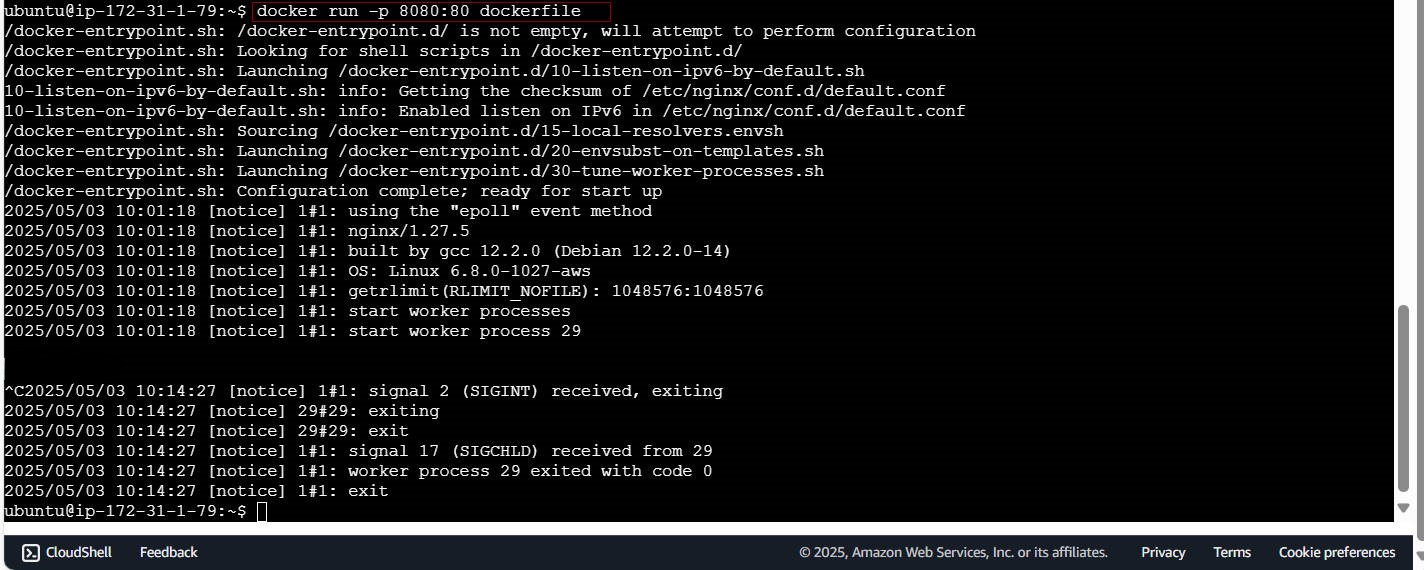 ubuntu@ip-172-31-1-79:~$ docker run -p 8080:80 dockerfile
/docker-entrypoint.sh: /docker-entrypoint.d/ is not empty, will attempt to perform configuration
/docker-entrypoint.sh: Looking for shell scripts in /docker-entrypoint.d/
/docker-entrypoint.sh: Launching /docker-entrypoint.d/10-listen-on-ipv6-by-default.sh
10-listen-on-ipv6-by-default.sh: info: Getting the checksum of /etc/nginx/conf.d/default.conf
10-listen-on-ipv6-by-default.sh: info: Enabled listen on IPv6 in /etc/nginx/conf.d/default.conf
/docker-entrypoint.sh: Sourcing /docker-entrypoint.d/15-local-resolvers.envsh
/docker-entrypoint.sh: Launching /docker-entrypoint.d/20-envsubst-on-templates.sh
/docker-entrypoint.sh: Launching /docker-entrypoint.d/30-tune-worker-processes.sh
/docker-entrypoint.sh: Configuration complete; ready for start up
2025/05/03 10:01:18 [notice] 1#1: using the "epoll" event method
2025/05/03 10:01:18 [notice] 1#1: nginx/1.27.5
2025/05/03 10:01:18 [notice] 1#1: built by gcc 12.2.0 (Debian 12.2.0-14)
2025/05/03 10:01:18 [notice] 1#1: OS: Linux 6.8.0-1027-aws
2025/05/03 10:01:18 [notice] 1#1: getrlimit(RLIMIT_NOFILE): 1048576:1048576
2025/05/03 10:01:18 [notice] 1#1: start worker processes
2025/05/03 10:01:18 [notice] 1#1: start worker process 29
^C2025/05/03 10:14:27 [notice] 1#1: signal 2 (SIGINT) received, exiting
2025/05/03 10:14:27 [notice] 29#29: exiting
2025/05/03 10:14:27 [notice] 29#29: exit
2025/05/03 10:14:27 [notice] 1#1: signal 17 (SIGCHLD) received from 29
2025/05/03 10:14:27 [notice] 1#1: worker process 29 exited with code 0
2025/05/03 10:14:27 [notice] 1#1: exit
ubuntu@ip-172-31-1-79:~$
CloudShell Feedback © 2025, Amazon Web Services, Inc. or its affiliates. Privacy Terms Cookie preferences